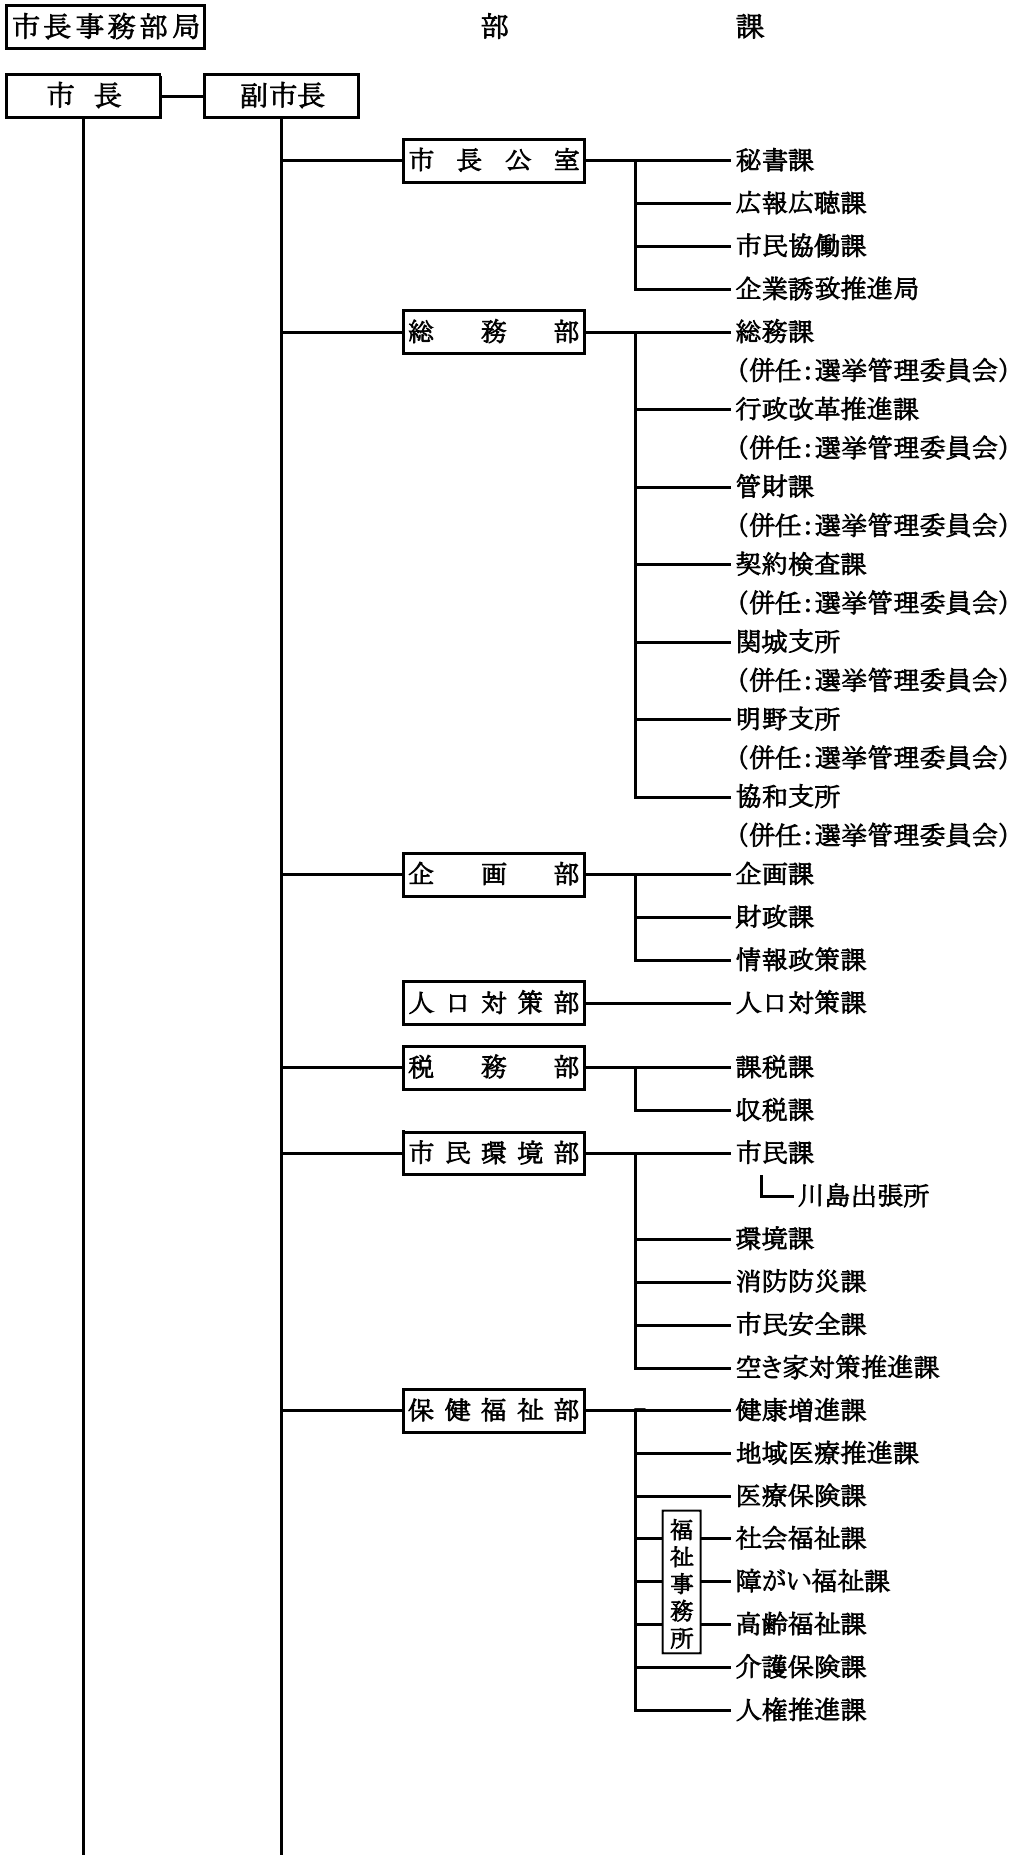 市長事務部局 部 課
市長 副市長
市長公室 秘書課
広報広聴課
市民協働課
企業誘致推進局
総務部 総務課
（併任：選挙管理委員会）
行政改革推進課
（併任：選挙管理委員会）
管財課
（併任：選挙管理委員会）
契約検査課
（併任：選挙管理委員会）
関城支所
（併任：選挙管理委員会）
明野支所
（併任：選挙管理委員会）
協和支所
（併任：選挙管理委員会）
企画部 企画課
財政課
情報政策課
人口対策部 人口対策課
税務部 課税課
収税課
市民環境部 市民課
川島出張所
環境課
消防防災課
市民安全課
空き家対策推進課
保健福祉部 健康増進課
地域医療推進課
医療保険課
福祉事務所
社会福祉課
障がい福祉課
高齢福祉課
介護保険課
人権推進課